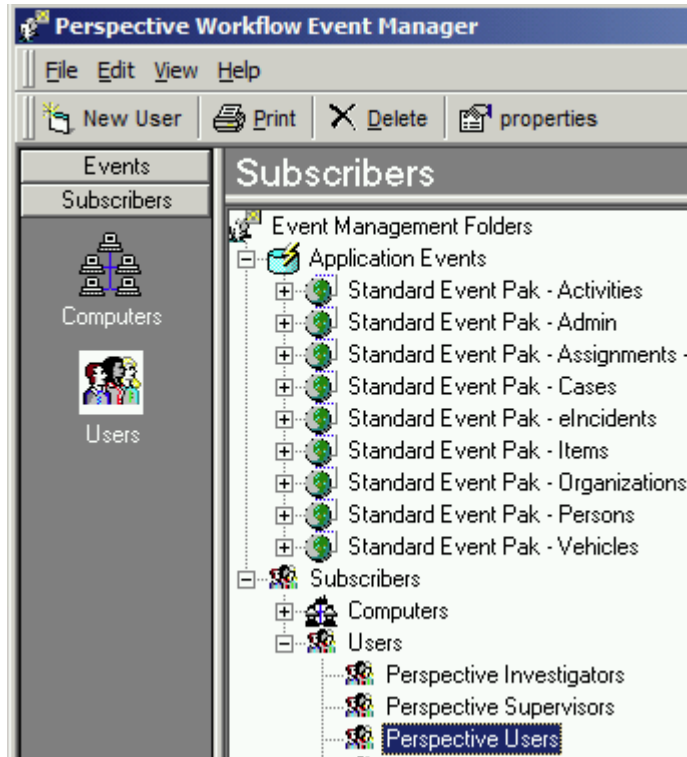 Perspective Workflow Event Manager
File Edit View Help
New User Print Delete properties
Events
Subscribers
Computers
Users
Subscribers
Event Management Folders
Application Events
Standard Event Pak - Activities
Standard Event Pak - Admin
Standard Event Pak - Assignments -
Standard Event Pak - Cases
Standard Event Pak - eIncidents
Standard Event Pak - Items
Standard Event Pak - Organizations
Standard Event Pak - Persons
Standard Event Pak - Vehicles
Subscribers
Computers
Users
Perspective Investigators
Perspective Supervisors
Perspective Users